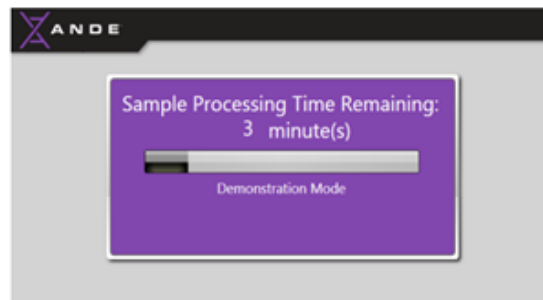 ANDE
Sample Processing Time Remaining:
3 minute(s)
Demonstration Mode